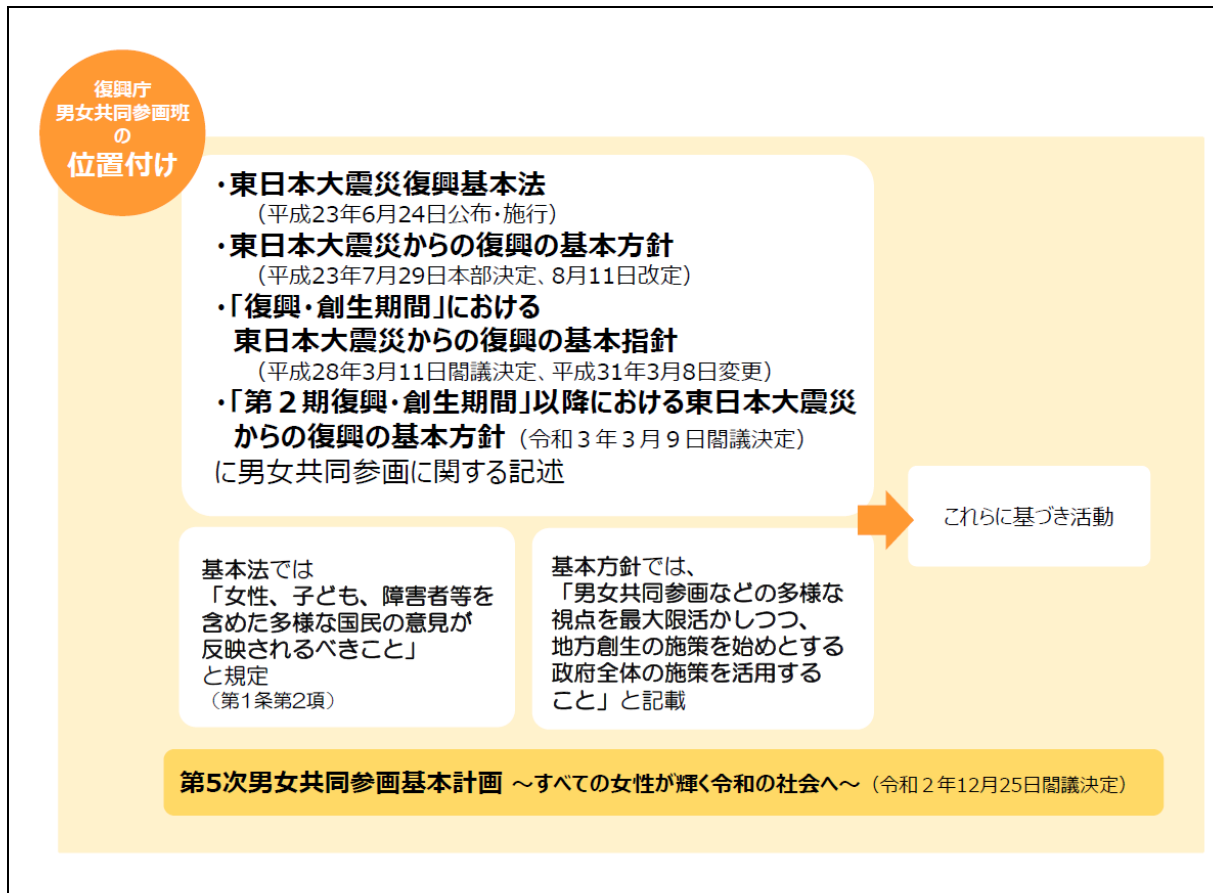 復興庁
男女共同参画班
の
位置付け
・東日本大震災復興基本法
（平成23年6月24日公布・施行）
・東日本大震災からの復興の基本方針
（平成23年7月29日本部決定、8月11日改定）
・「復興・創生期間」における
東日本大震災からの復興の基本指針
（平成28年3月11日閣議決定、平成31年3月8日変更）
・「第２期復興・創生期間」以降における東日本大震災
からの復興の基本方針（令和３年３月９日閣議決定）
に男女共同参画に関する記述
これらに基づき活動
基本法では
「女性、子ども、障害者等を
含めた多様な国民の意見が
反映されるべきこと」
と規定
（第1条第2項）
基本方針では、
「男女共同参画などの多様な
視点を最大限活かしつつ、
地方創生の施策を始めとする
政府全体の施策を活用する
こと」と記載
第5次男女共同参画基本計画 ～すべての女性が輝く令和の社会へ～（令和２年12月25日閣議決定）